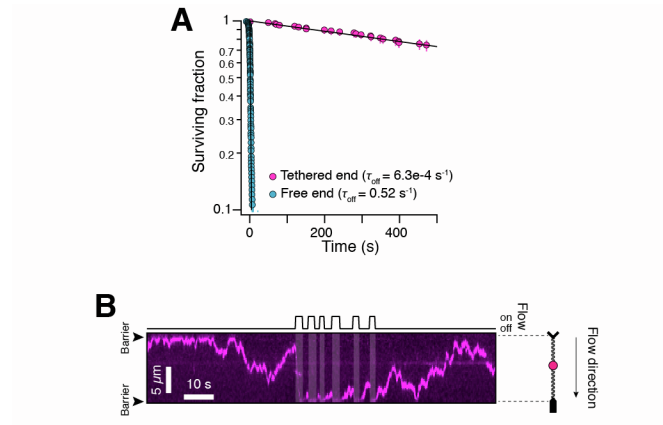 A
Surviving fraction
1
0.7
0.6
0.5
0.4
0.3
0.2
0.1
Tethered end (τoff = 6.3e-4 s-1)
Free end (τoff = 0.52 s-1)
0
200
400
Time (s)
B
Barrier
Barrier
5 μm
10 s
on
off
Flow
Flow direction